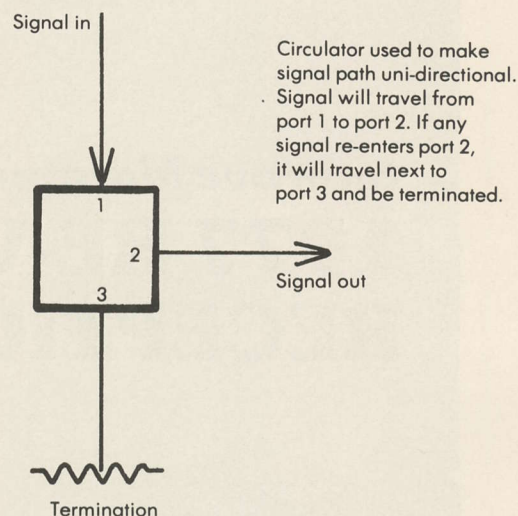 Signal in
Circulator used to make
signal path uni-directional.
Signal will travel from
port 1 to port 2. If any
signal re-enters port 2,
it will travel next to
port 3 and be terminated.
1
2
3
Signal out
Termination